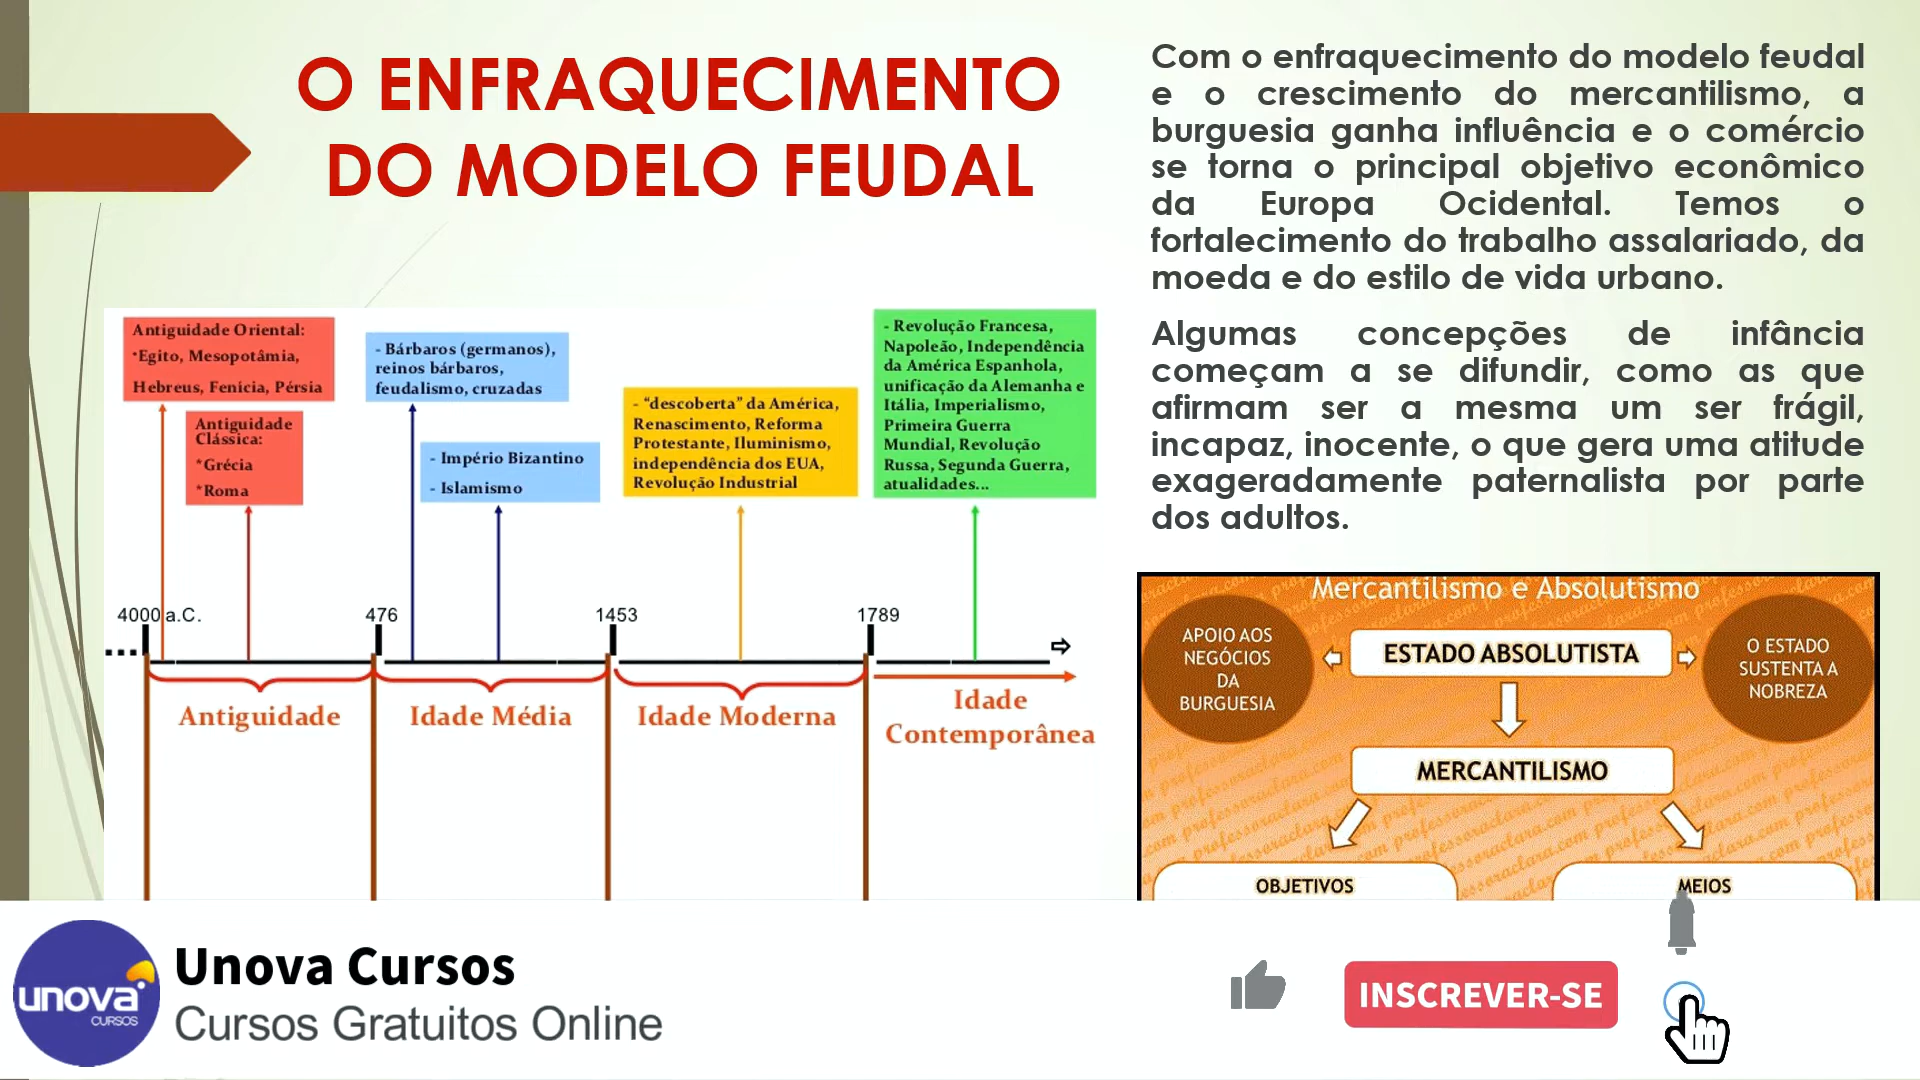 O ENFRAQUECIMENTO
DO MODELO FEUDAL
Com o enfraquecimento do modelo feudal
e o crescimento do mercantilismo, a
burguesia ganha influência e o comércio
se torna o principal objetivo econômico
da Europa Ocidental. Temos o
fortalecimento do trabalho assalariado, da
moeda e do estilo de vida urbano.
Algumas concepções de infância
começam a se difundir, como as que
afirmam ser a mesma um ser frágil,
incapaz, inocente, o que gera uma atitude
exageradamente paternalista por parte
dos adultos.
Antiguidade Oriental:
*Egito, Mesopotâmia,
Hebreus, Fenícia, Pérsia
Antiguidade
Clássica:
*Grécia
*Roma
- Bárbaros (germanos),
reinos bárbaros,
feudalismo, cruzadas
- Império Bizantino
- Islamismo
- “descoberta” da América,
Renascimento, Reforma
Protestante, Iluminismo,
independência dos EUA,
Revolução Industrial
- Revolução Francesa,
Napoleão, Independência
da América Espanhola,
unificação da Alemanha e
Itália, Imperialismo,
Primeira Guerra
Mundial, Revolução
Russa, Segunda Guerra,
atualidades...
4000 a.C.
476
1453
1789
Antiguidade
Idade Média
Idade Moderna
Idade
Contemporânea
Mercantilismo e Absolutismo
APOIO AOS
NEGÓCIOS
DA
BURGUESIA
ESTADO ABSOLUTISTA
O ESTADO
SUSTENTA A
NOBREZA
MERCANTILISMO
OBJETIVOS
MEIOS
professoraclara.com
unova
CURSOS
Unova Cursos
Cursos Gratuitos Online
INSCREVER-SE